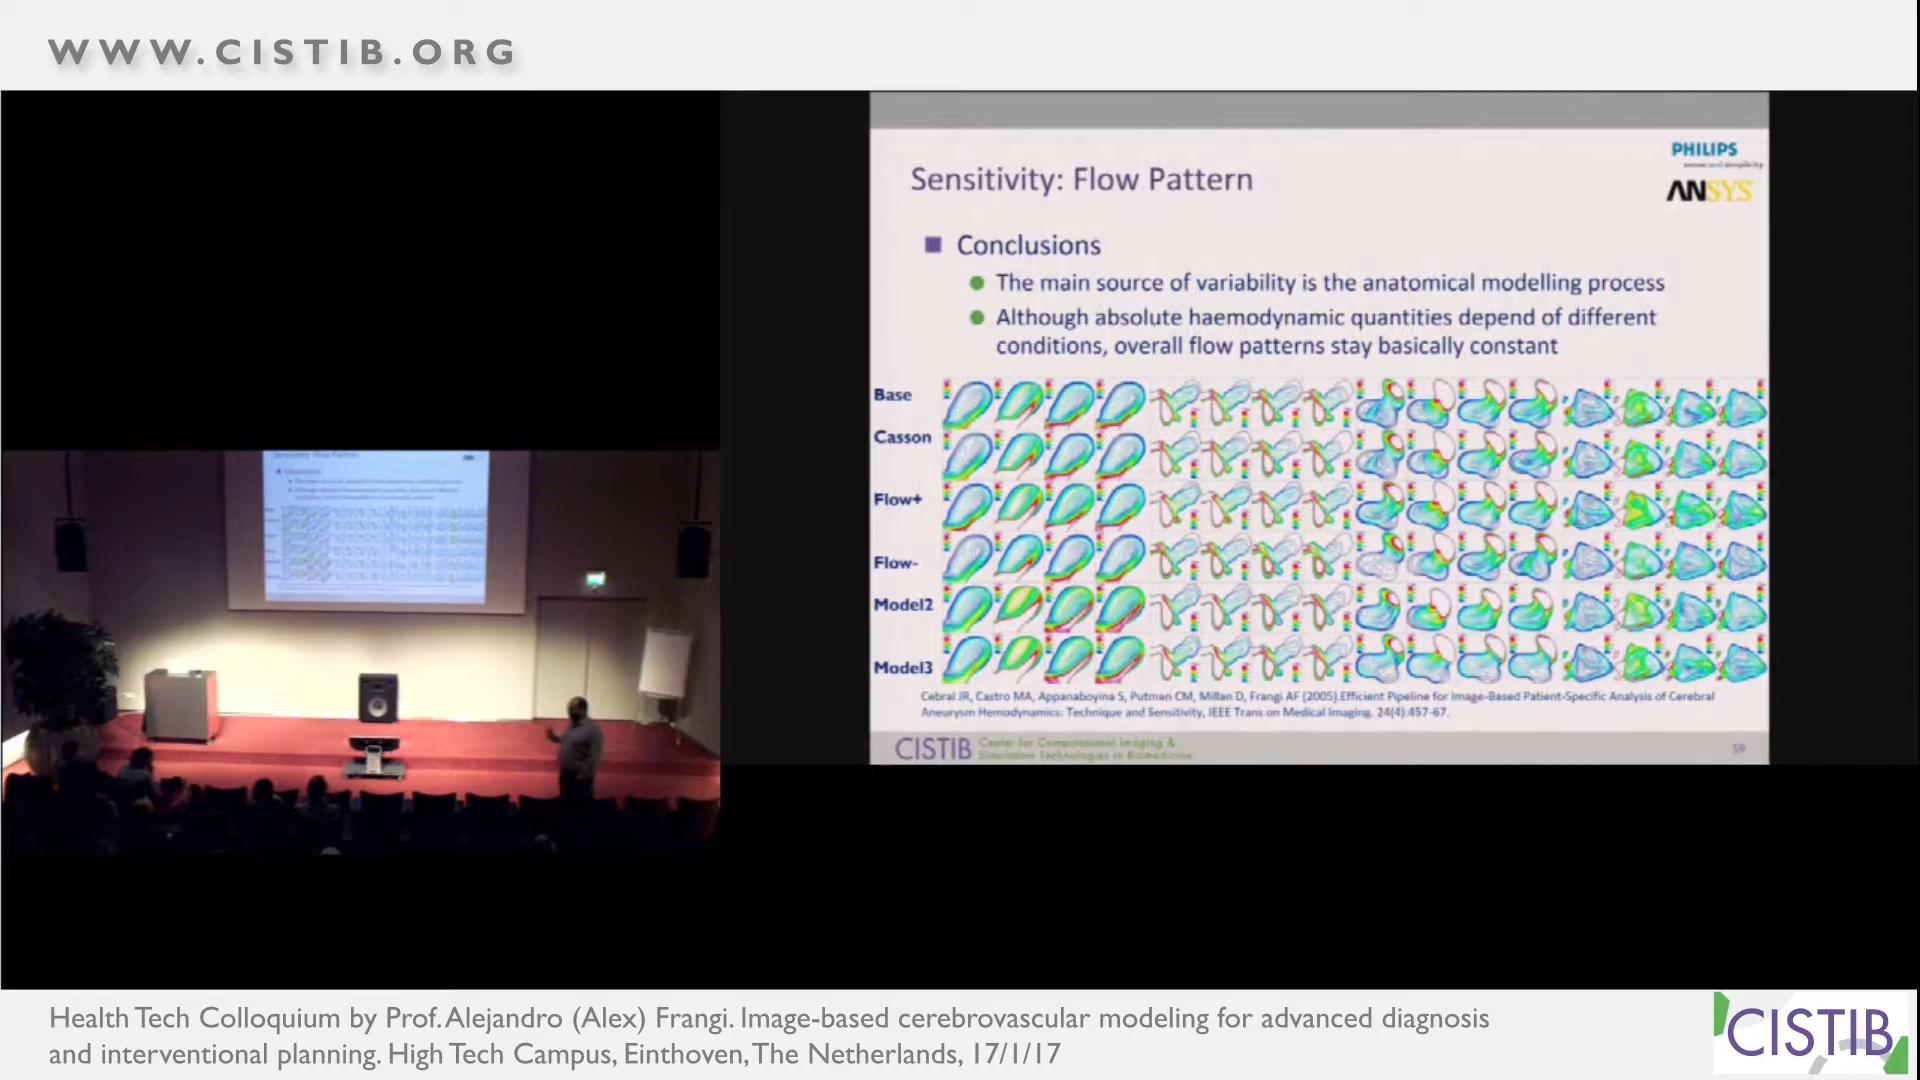 WWW.CISTIB.ORG
PHILIPS
sense and simplicity
ANSYS
Sensitivity: Flow Pattern
Conclusions
The main source of variability is the anatomical modelling process
Although absolute haemodynamic quantities depend of different
conditions, overall flow patterns stay basically constant
Base
Casson
Flow+
Flow-
Model2
Model3
Cebral JR, Castro MA, Appanaboyina S, Putman CM, Millan D, Frangi AF (2005).Efficient Pipeline for Image-Based Patient-Specific Analysis of Cerebral
Aneurysm Hemodynamics: Technique and Sensitivity, IEEE Trans on Medical Imaging. 24(4):457-67.
CISTIB Center for Computational Imaging &
Simulation Technologies in Biomedicine
59
Health Tech Colloquium by Prof. Alejandro (Alex) Frangi. Image-based cerebrovascular modeling for advanced diagnosis
and interventional planning. High Tech Campus, Einthoven, The Netherlands, 17/1/17
CISTIB